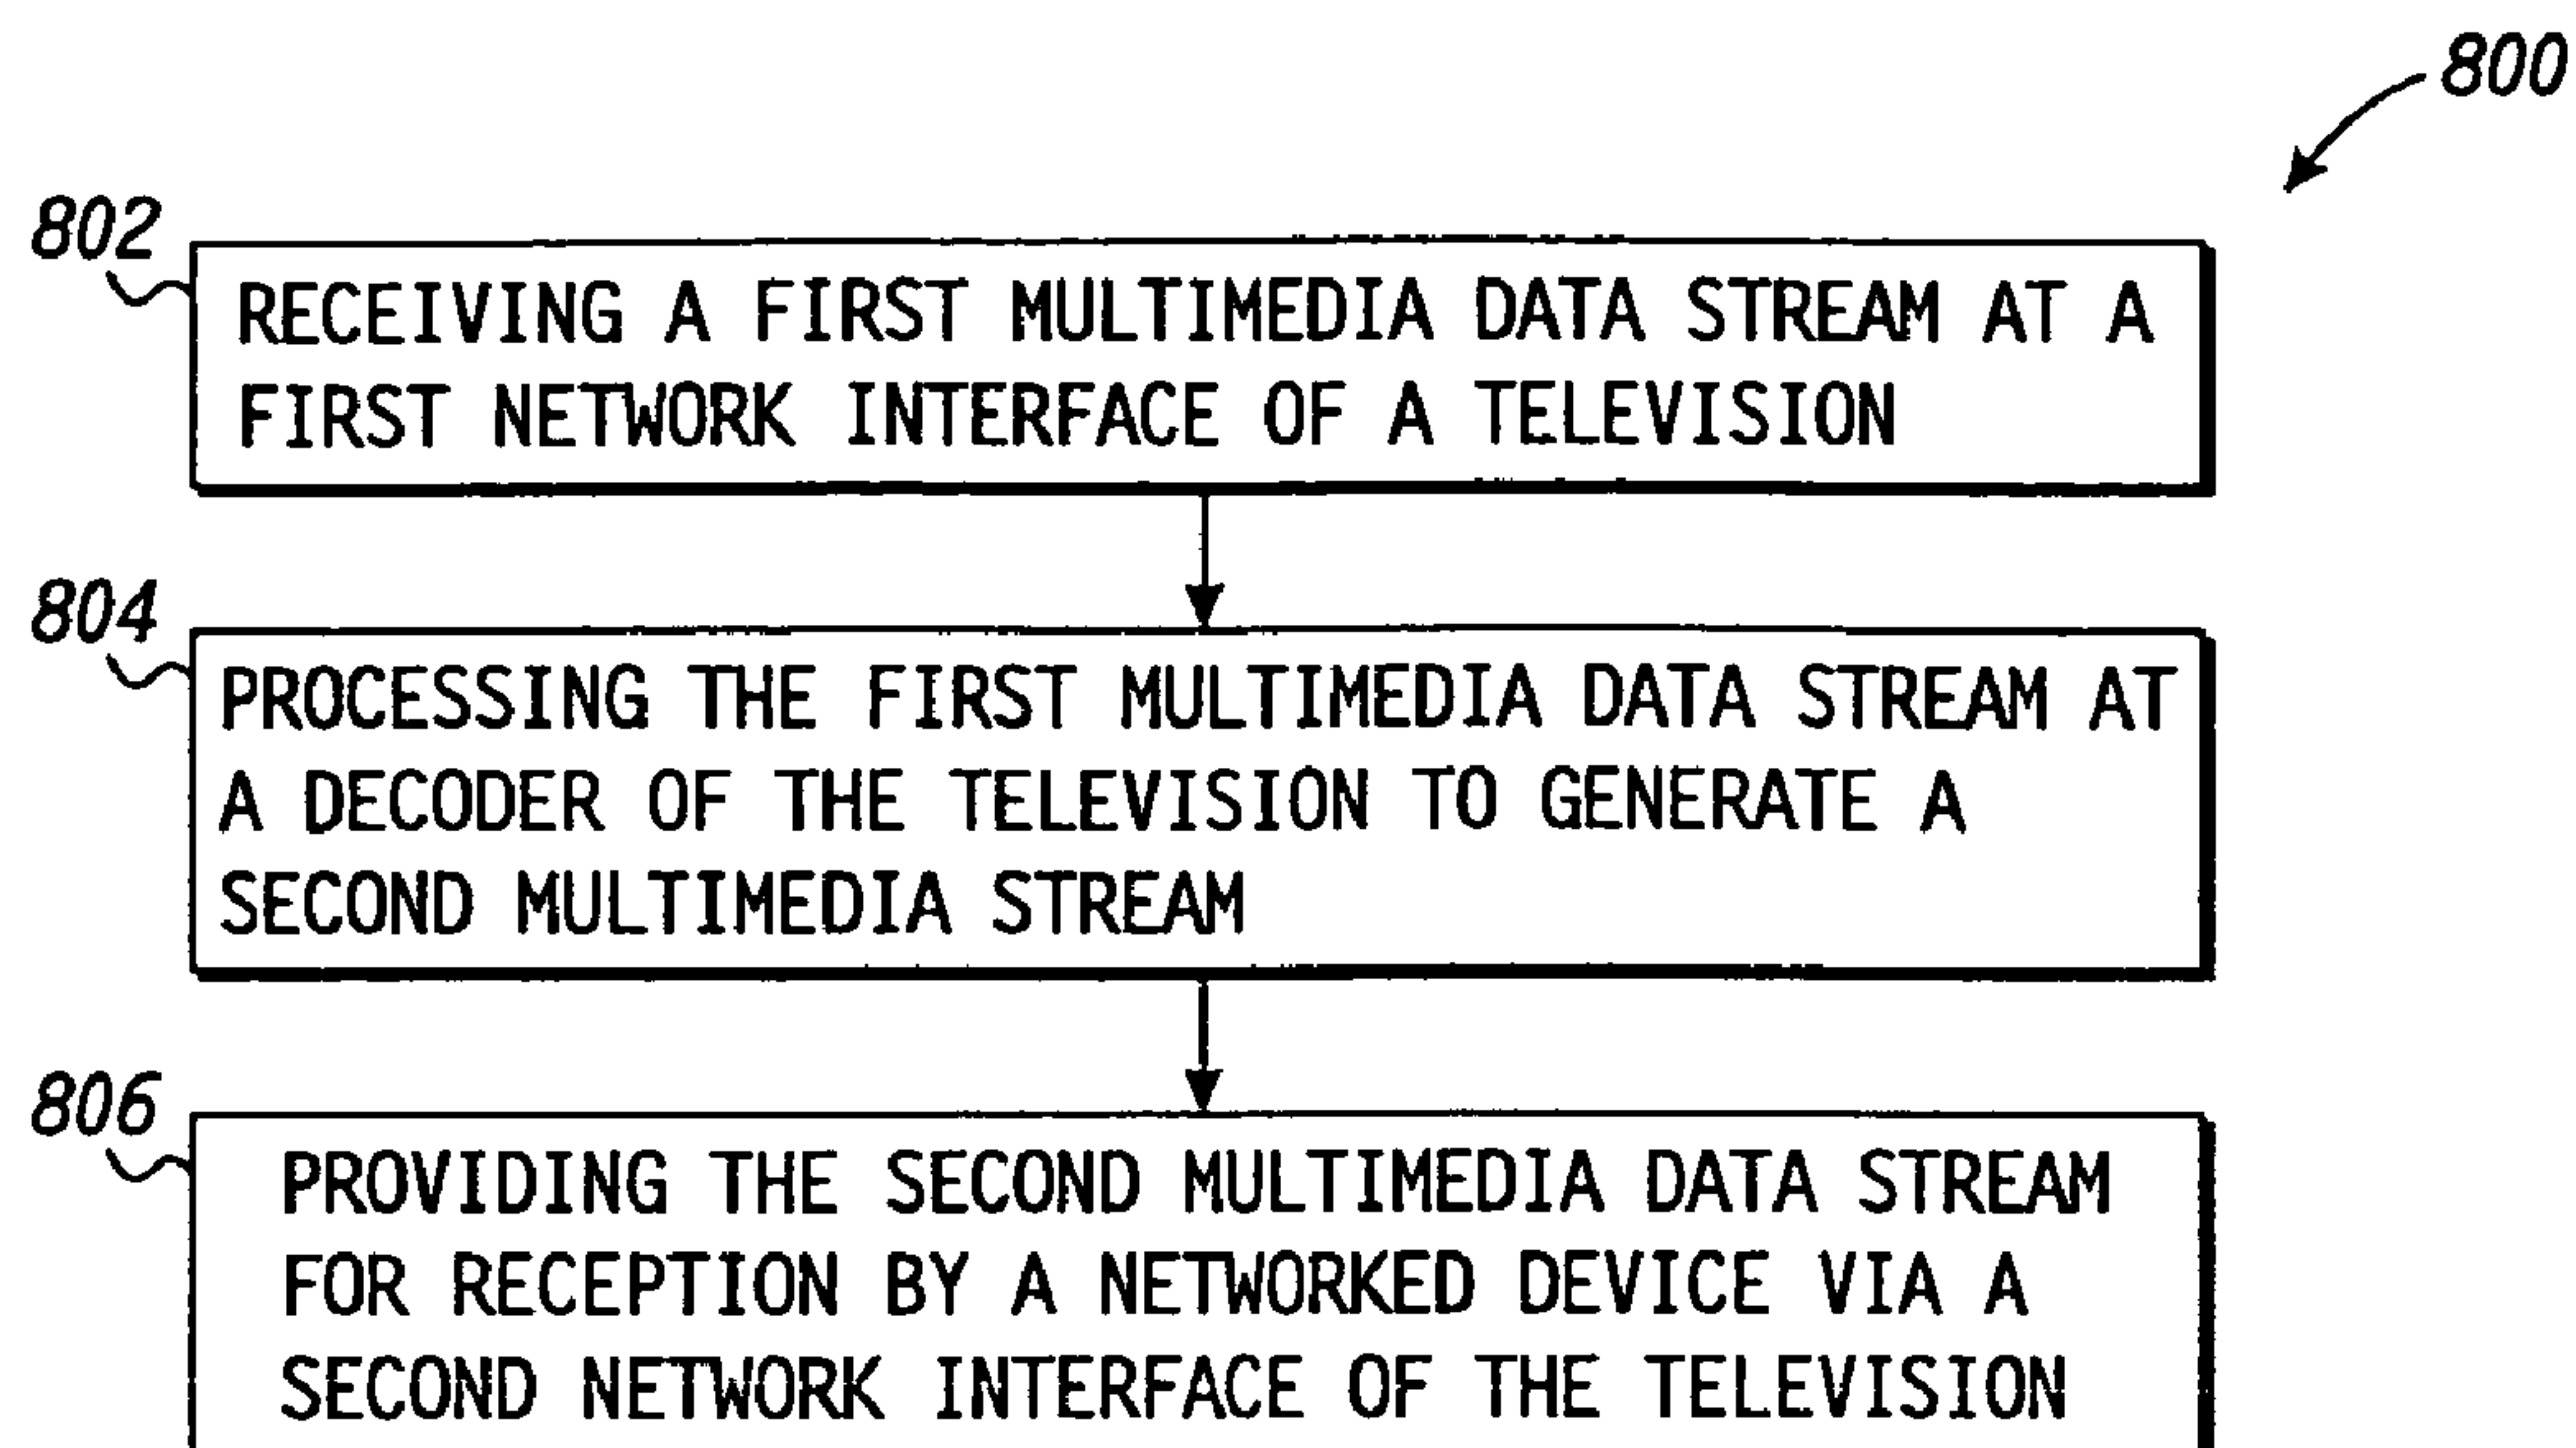 800
802
RECEIVING A FIRST MULTIMEDIA DATA STREAM AT A
FIRST NETWORK INTERFACE OF A TELEVISION
804
PROCESSING THE FIRST MULTIMEDIA DATA STREAM AT
A DECODER OF THE TELEVISION TO GENERATE A
SECOND MULTIMEDIA STREAM
806
PROVIDING THE SECOND MULTIMEDIA DATA STREAM
FOR RECEPTION BY A NETWORKED DEVICE VIA A
SECOND NETWORK INTERFACE OF THE TELEVISION